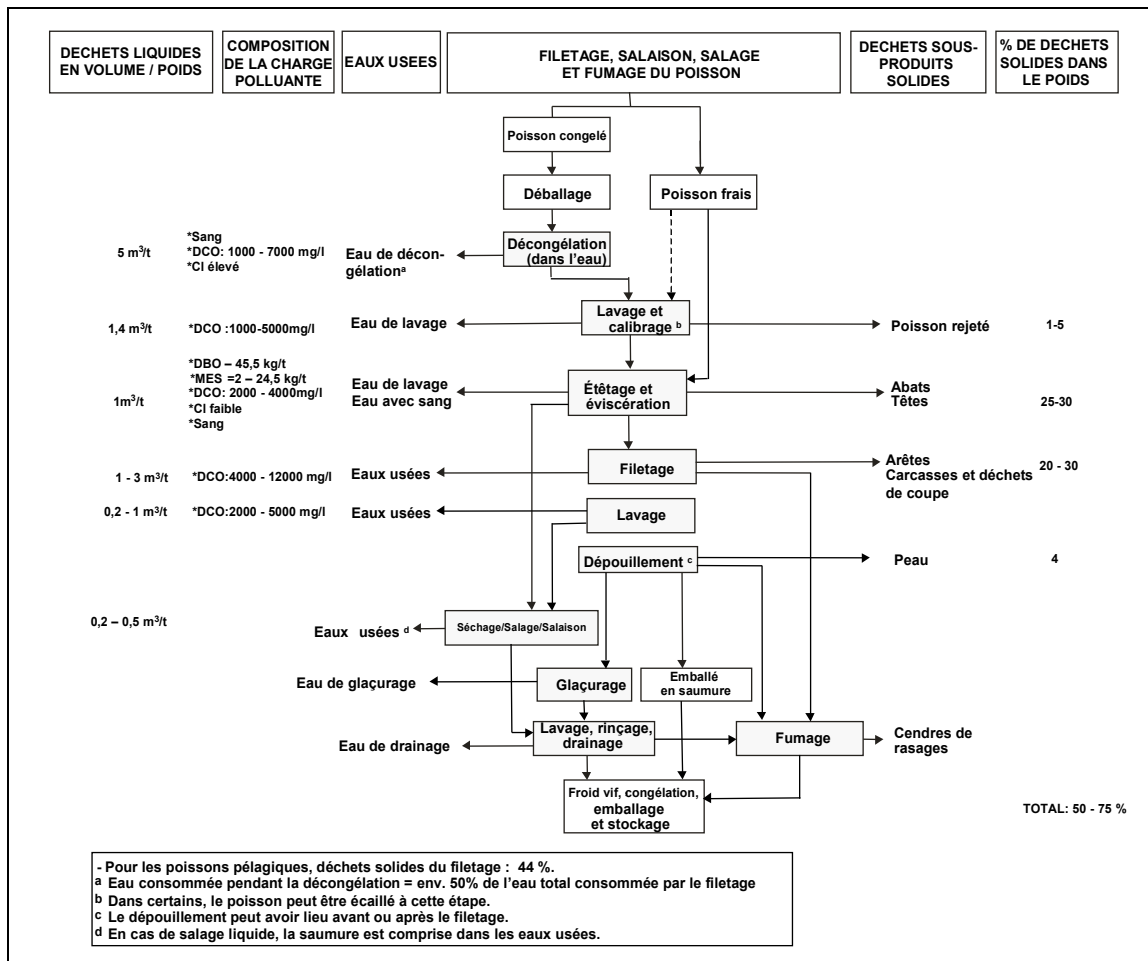 DECHETS LIQUIDES
EN VOLUME / POIDS
COMPOSITION
DE LA CHARGE
POLLUANTE
EAUX USEES
FILETAGE, SALAISON, SALAGE
ET FUMAGE DU POISSON
DECHETS SOUS-
PRODUITS
SOLIDES
% DE DECHETS
SOLIDES DANS
LE POIDS
Poisson congelé
Déballage
Poisson frais
5 m³/t
*Sang
*DCO: 1000 - 7000 mg/l
*Cl élevé
Eau de décon-
gélationᵃ
Décongélation
(dans l'eau)
1,4 m³/t
*DCO :1000-5000mg/l
Eau de lavage
Lavage et
calibrage ᵇ
Poisson rejeté
1-5
1m³/t
*DBO – 45,5 kg/t
*MES =2 – 24,5 kg/t
*DCO: 2000 - 4000mg/l
*Cl faible
*Sang
Eau de lavage
Eau avec sang
Étêtage et
éviscération
Abats
Têtes
25-30
1 - 3 m³/t
*DCO:4000 - 12000 mg/l
Eaux usées
Filetage
Arêtes
Carcasses et déchets
de coupe
20 - 30
0,2 - 1 m³/t
*DCO:2000 - 5000 mg/l
Eaux usées
Lavage
Dépouillement ᶜ
Peau
4
0,2 – 0,5 m³/t
Eaux usées ᵈ
Séchage/Salage/Salaison
Eau de glaçurage
Glaçurage
Emballé
en saumure
Eau de drainage
Lavage, rinçage,
drainage
Fumage
Cendres de
rasages
Froid vif, congélation,
emballage
et stockage
TOTAL: 50 - 75 %
- Pour les poissons pélagiques, déchets solides du filetage : 44 %.
ᵃ Eau consommée pendant la décongélation = env. 50% de l'eau total consommée par le filetage
ᵇ Dans certains, le poisson peut être écaillé à cette étape.
ᶜ Le dépouillement peut avoir lieu avant ou après le filetage.
ᵈ En cas de salage liquide, la saumure est comprise dans les eaux usées.